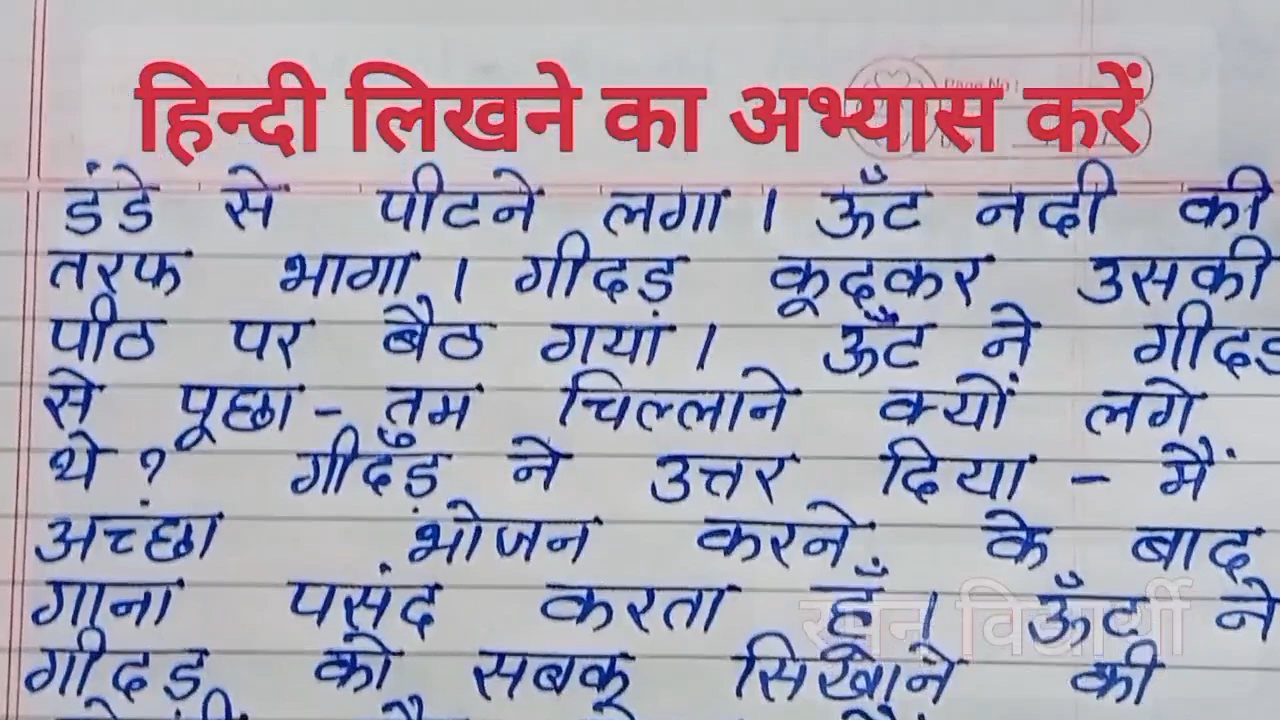 हिन्दी लिखने का अभ्यास करें
डंडे से पीटने लगा। ऊँट नदी की
तरफ भागा। गीदड़ कूदकर उसकी
पीठ पर बैठ गया। ऊँट ने गीदड
से पूछा - तुम चिल्लाने क्यों लगे
थे? गीदड़ ने उत्तर दिया - मैं
अच्छा भोजन करने के बाद
गाना पसंद करता हूँ। ऊँट ने
गीदड़ को सबक सिखाने की